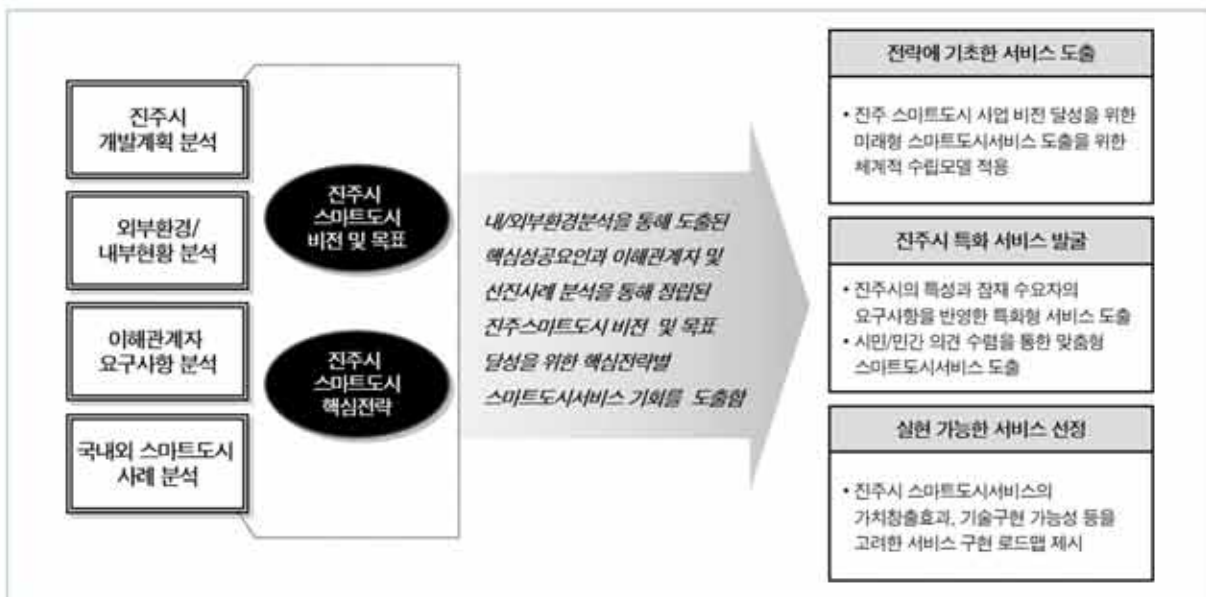 진주시
개발계획 분석
외부환경/
내부현황 분석
이해관계자
요구사항 분석
국내외 스마트도시
사례 분석
진주시
스마트도시
비전 및 목표
진주시
스마트도시
핵심전략
내/외부환경분석을 통해 도출된
핵심성공요인과 이해관계자 및
선진사례 분석을 통해 정립된
진주스마트도시 비전 및 목표
달성을 위한 핵심전략별
스마트도시서비스 기회를 도출함
전략에 기초한 서비스 도출
• 진주 스마트도시 사업 비전 달성을 위한
미래형 스마트도시서비스 도출을 위한
체계적 수립모델 적용
진주시 특화 서비스 발굴
• 진주시의 특성과 잠재 수요자의
요구사항을 반영한 특화형 서비스 도출
• 시민/민간 의견 수렴을 통한 맞춤형
스마트도시서비스 도출
실현 가능한 서비스 선정
• 진주시 스마트도시서비스의
가치창출효과, 기술구현 가능성 등을
고려한 서비스 구현 로드맵 제시